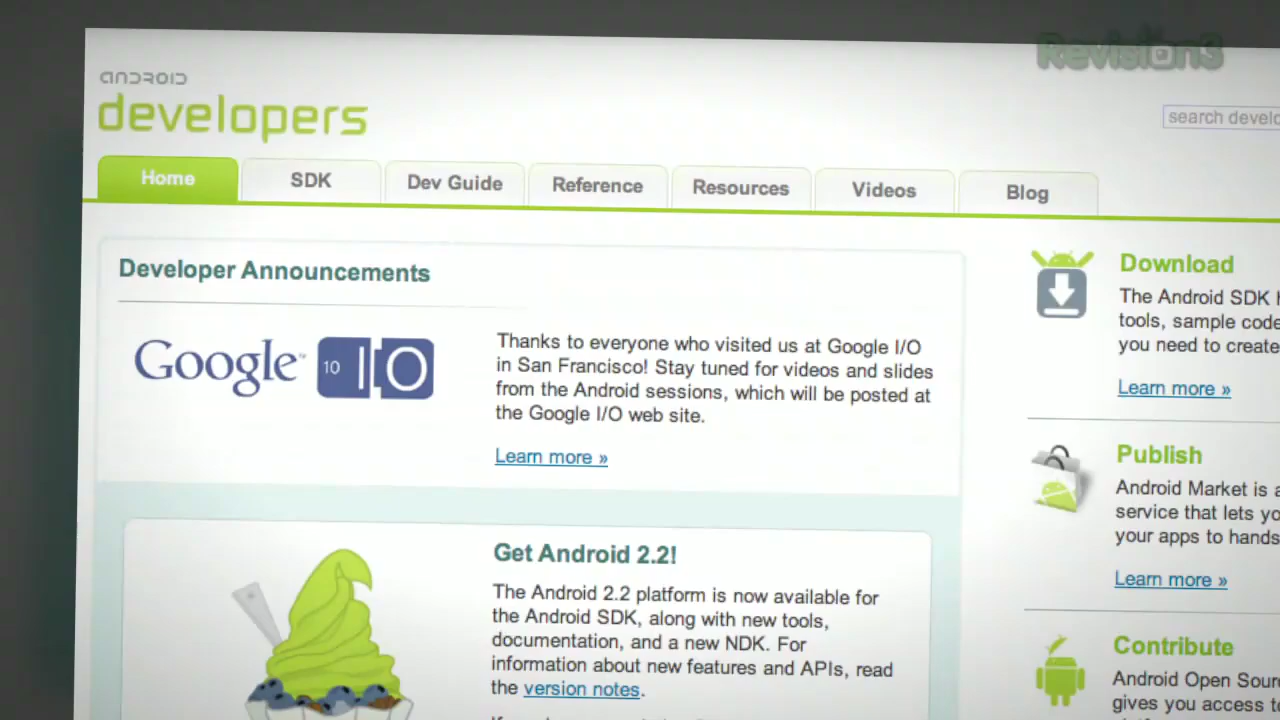 Revision3
android
developers
search develo
Home
SDK
Dev Guide
Reference
Resources
Videos
Blog
Developer Announcements
Google™ 10 IO
Thanks to everyone who visited us at Google I/O
in San Francisco! Stay tuned for videos and slides
from the Android sessions, which will be posted at
the Google I/O web site.
Learn more »
Get Android 2.2!
The Android 2.2 platform is now available for
the Android SDK, along with new tools,
documentation, and a new NDK. For
information about new features and APIs, read
the version notes.
Download
The Android SDK
tools, sample code
you need to create
Learn more »
Publish
Android Market is a
service that lets yo
your apps to hands
Learn more »
Contribute
Android Open Sour
gives you access to